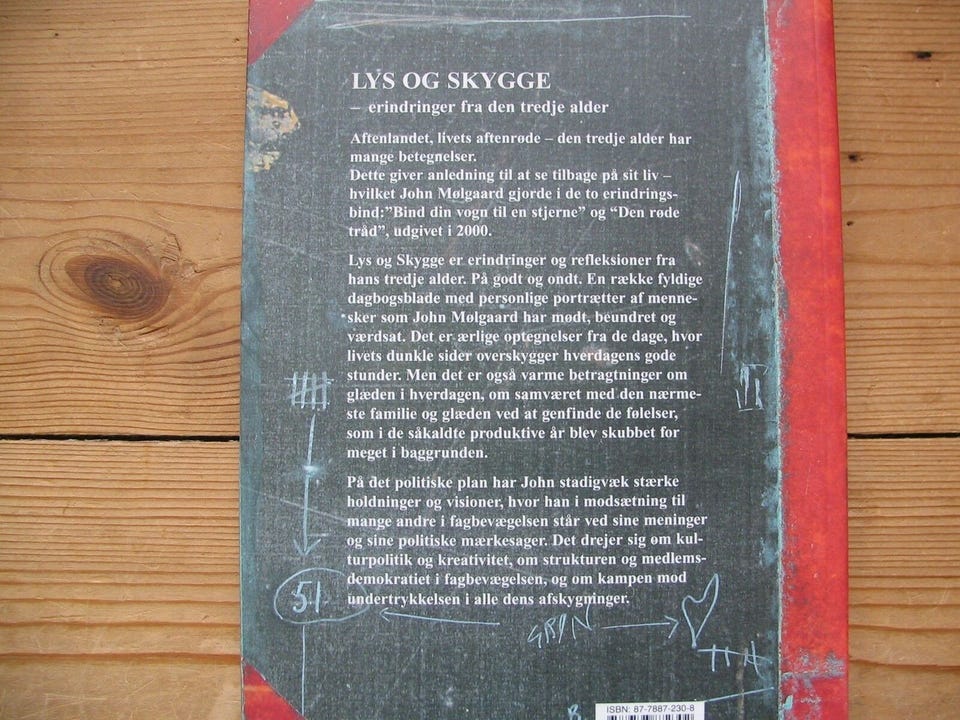 LYS OG SKYGGE
– erindringer fra den tredje alder
Aftenlandet, livets aftenrøde – den tredje alder har
mange betegnelser.
Dette giver anledning til at se tilbage på sit liv –
hvilket John Mølgaard gjorde i de to erindrings-
bind:"Bind din vogn til en stjerne" og "Den røde
tråd", udgivet i 2000.
Lys og Skygge er erindringer og refleksioner fra
hans tredje alder. På godt og ondt. En række fyldige
dagbogsblade med personlige portrætter af menne-
sker som John Mølgaard har mødt, beundret og
værdsat. Det er ærlige optegnelser fra de dage, hvor
livets dunkle sider overskygger hverdagens gode
stunder. Men det er også varme betragtninger om
glæden i hverdagen, om samværet med den nærme-
ste familie og glæden ved at genfinde de følelser,
som i de såkaldte produktive år blev skubbet for
meget i baggrunden.
På det politiske plan har John stadigvæk stærke
holdninger og visioner, hvor han i modsætning til
mange andre i fagbevægelsen står ved sine meninger
og sine politiske mærkesager. Det drejer sig om kul-
turpolitik og kreativitet, om strukturen og medlems-
demokratiet i fagbevægelsen, og om kampen mod
undertrykkelsen i alle dens afskygninger.
51
ISBN: 87-7887-230-8